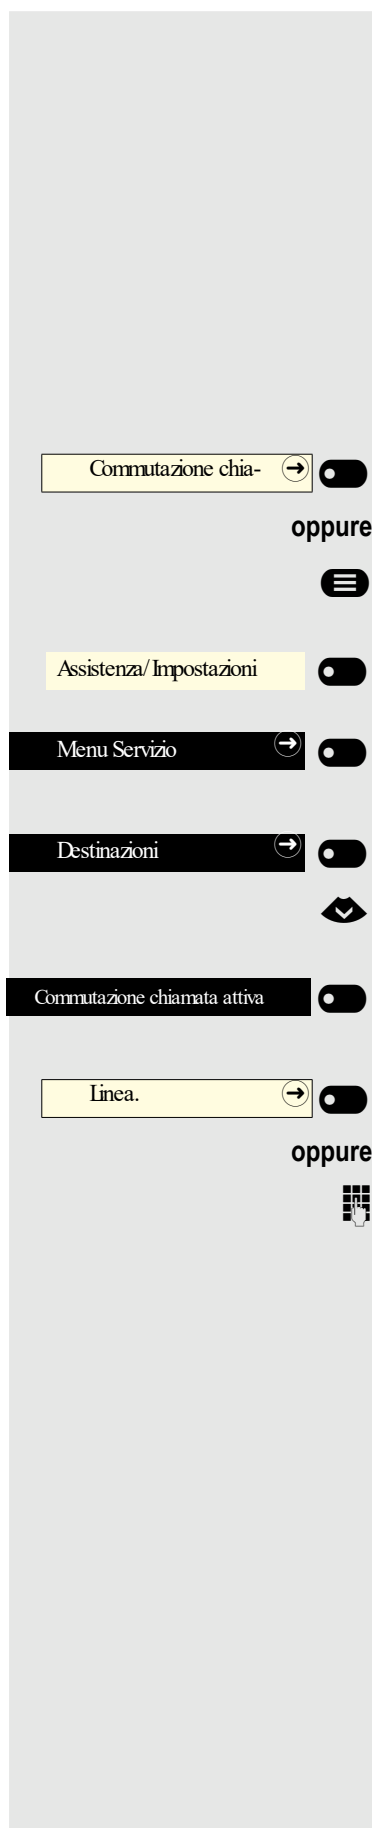 Commutazione chia-
oppure
Assistenza/Impostazioni
Menu Servizio
Destinazioni
Commutazione chiamata attiva
Linea.
oppure